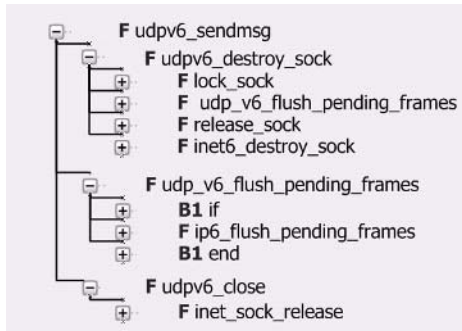 F udpv6_sendmsg
F udpv6_destroy_sock
F lock_sock
F udp_v6_flush_pending_frames
F release_sock
F inet6_destroy_sock
F udp_v6_flush_pending_frames
B1 if
F ip6_flush_pending_frames
B1 end
F udpv6_close
F inet_sock_release